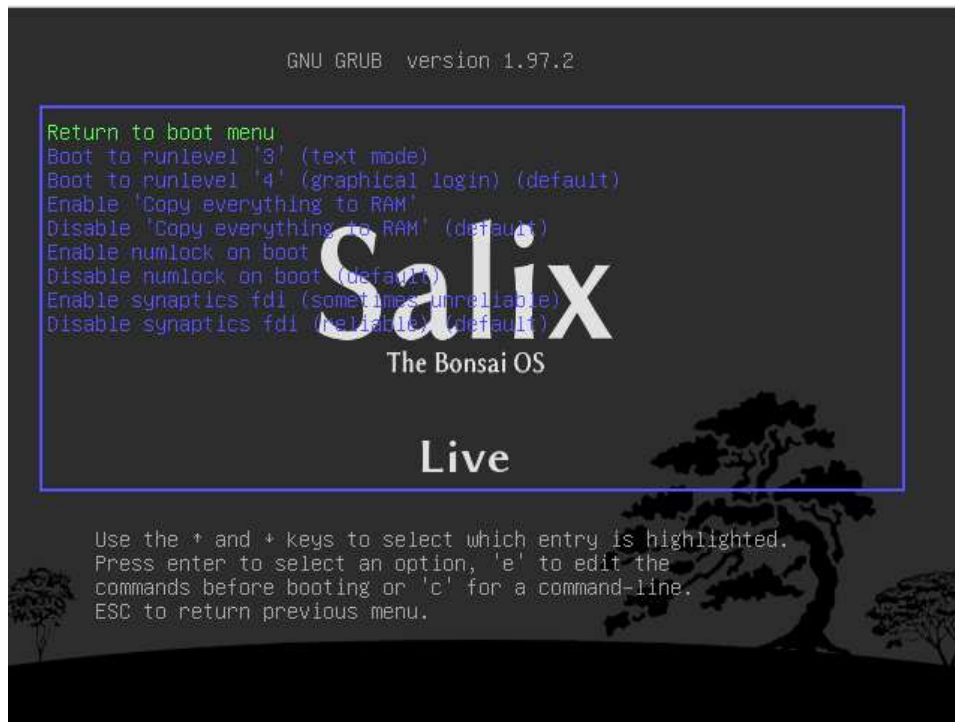 GNU GRUB version 1.97.2
Return to boot menu
Boot to runlevel '3' (text mode)
Boot to runlevel '4' (graphical login) (default)
Enable 'Copy everything to RAM'
Disable 'Copy everything to RAM' (default)
Enable numlock on boot
Disable numlock on boot (default)
Enable synaptics fdi (sometimes unreliable)
Disable synaptics fdi (reliable) (default)
Salix
The Bonsai OS
Live
Use the ↑ and ↓ keys to select which entry is highlighted.
Press enter to select an option, 'e' to edit the
commands before booting or 'c' for a command-line.
ESC to return previous menu.